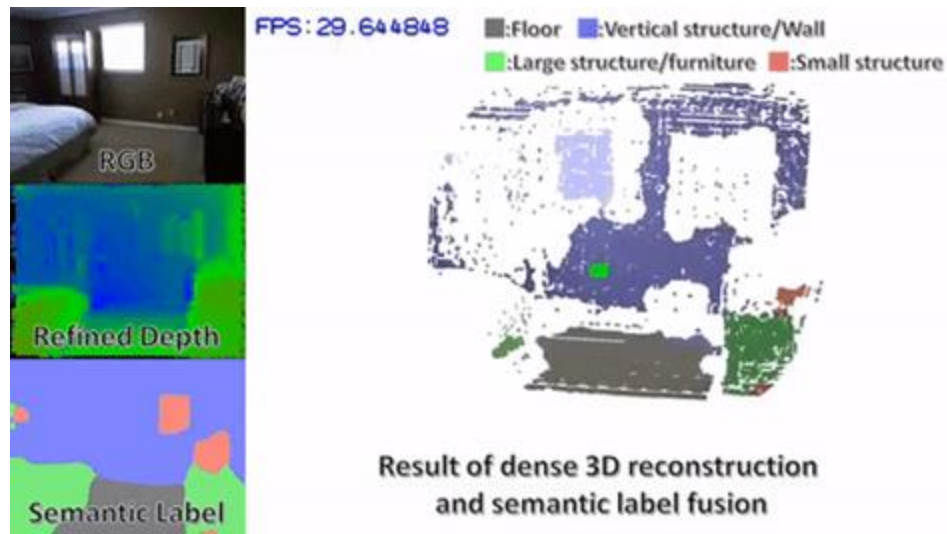 FPS:29.644848
:Floor :Vertical structure/Wall
:Large structure/furniture :Small structure
RGB
Refined Depth
Semantic Label
Result of dense 3D reconstruction
and semantic label fusion